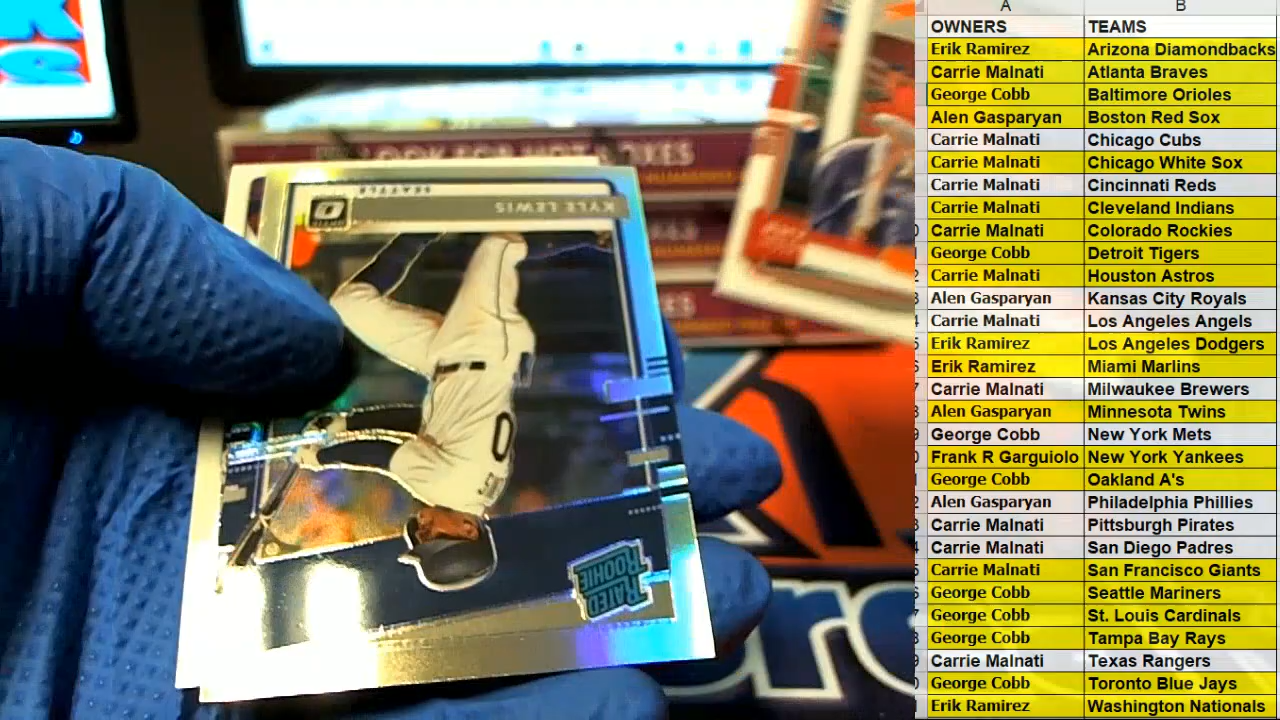 LOOK FOR HOT BOXES
SEATTLE
KYLE LEWIS
OPTIC
0
RATED
ROOKIE
A B
OWNERS TEAMS
Erik Ramirez Arizona Diamondbacks
Carrie Malnati Atlanta Braves
George Cobb Baltimore Orioles
Alen Gasparyan Boston Red Sox
Carrie Malnati Chicago Cubs
Carrie Malnati Chicago White Sox
Carrie Malnati Cincinnati Reds
Carrie Malnati Cleveland Indians
Carrie Malnati Colorado Rockies
George Cobb Detroit Tigers
Carrie Malnati Houston Astros
Alen Gasparyan Kansas City Royals
Carrie Malnati Los Angeles Angels
Erik Ramirez Los Angeles Dodgers
Erik Ramirez Miami Marlins
Carrie Malnati Milwaukee Brewers
Alen Gasparyan Minnesota Twins
George Cobb New York Mets
Frank R Garguiolo New York Yankees
George Cobb Oakland A's
Alen Gasparyan Philadelphia Phillies
Carrie Malnati Pittsburgh Pirates
Carrie Malnati San Diego Padres
Carrie Malnati San Francisco Giants
George Cobb Seattle Mariners
George Cobb St. Louis Cardinals
George Cobb Tampa Bay Rays
Carrie Malnati Texas Rangers
George Cobb Toronto Blue Jays
Erik Ramirez Washington Nationals